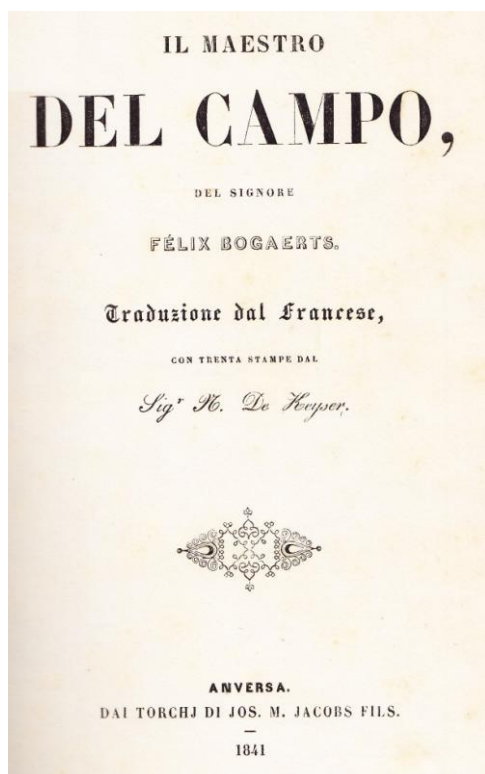 IL MAESTRO
DEL CAMPO,
DEL SIGNORE
FÉLIX BOGAERTS.
Traduzione dal Francese,
CON TRENTA STAMPE DAL
Sigʳ N. De Keyser.
ANVERSA.
DAI TORCHJ DI JOS. M. JACOBS FILS.
1841